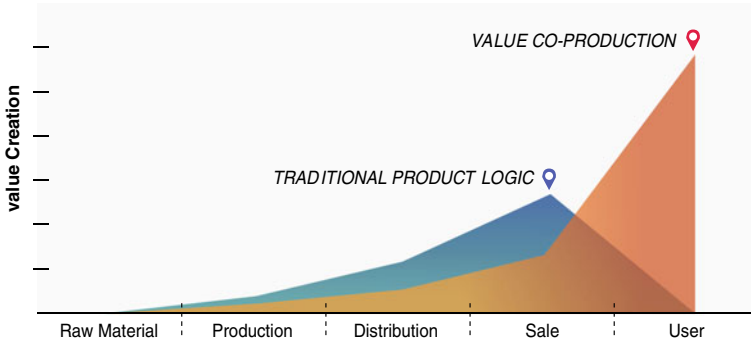 VALUE CO-PRODUCTION
TRADITIONAL PRODUCT LOGIC
value Creation
Raw Material
Production
Distribution
Sale
User